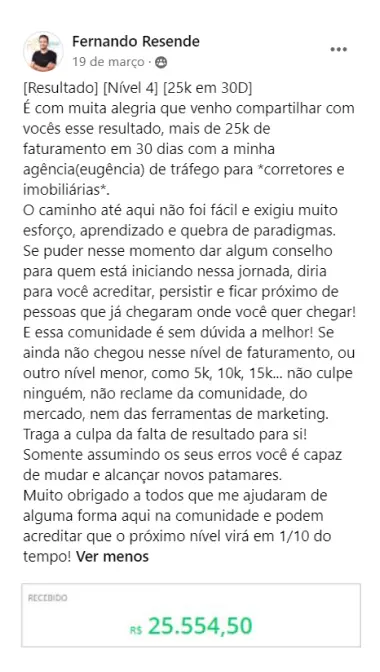 Fernando Resende
19 de março
[Resultado] [Nível 4] [25k em 30D]
É com muita alegria que venho compartilhar com
vocês esse resultado, mais de 25k de
faturamento em 30 dias com a minha
agência(eugência) de tráfego para *corretores e
imobiliárias*.
O caminho até aqui não foi fácil e exigiu muito
esforço, aprendizado e quebra de paradigmas.
Se puder nesse momento dar algum conselho
para quem está iniciando nessa jornada, diria
para você acreditar, persistir e ficar próximo de
pessoas que já chegaram onde você quer chegar!
E essa comunidade é sem dúvida a melhor! Se
ainda não chegou nesse nível de faturamento, ou
outro nível menor, como 5k, 10k, 15k... não culpe
ninguém, não reclame da comunidade, do
mercado, nem das ferramentas de marketing.
Traga a culpa da falta de resultado para si!
Somente assumindo os seus erros você é capaz
de mudar e alcançar novos patamares.
Muito obrigado a todos que me ajudaram de
alguma forma aqui na comunidade e podem
acreditar que o próximo nível virá em 1/10 do
tempo! Ver menos
RECEBIDO
R$ 25.554,50